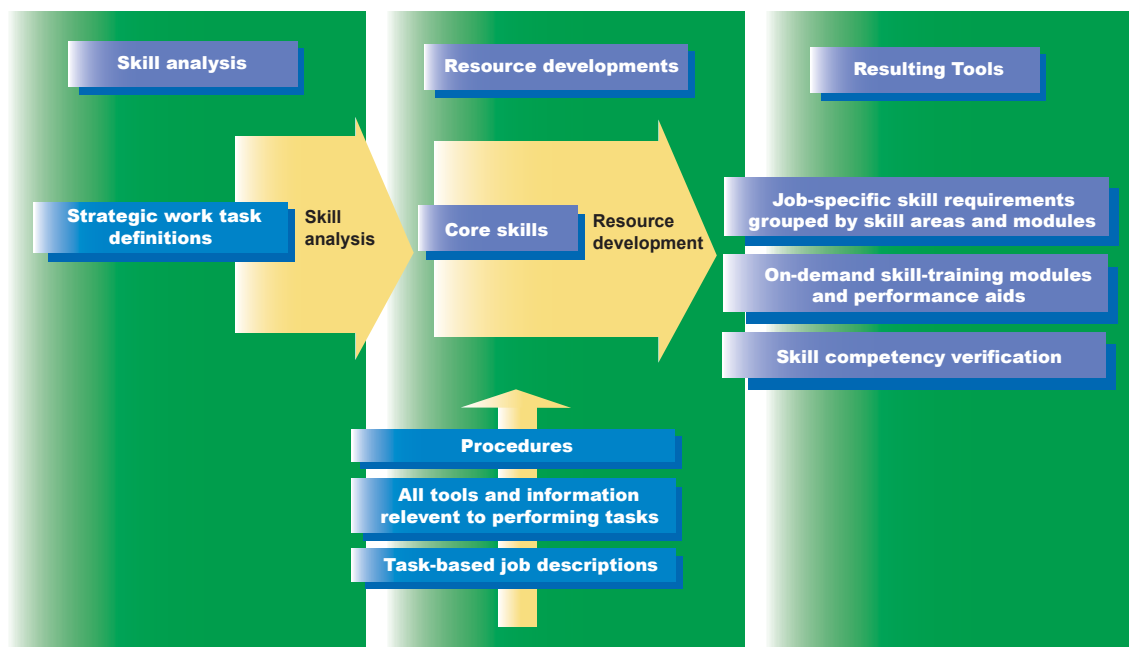 Skill analysis
Resource developments
Resulting Tools
Strategic work task
definitions
Skill
analysis
Core skills
Resource
development
Job-specific skill requirements
grouped by skill areas and modules
On-demand skill-training modules
and performance aids
Skill competency verification
Procedures
All tools and information
relevent to performing tasks
Task-based job descriptions